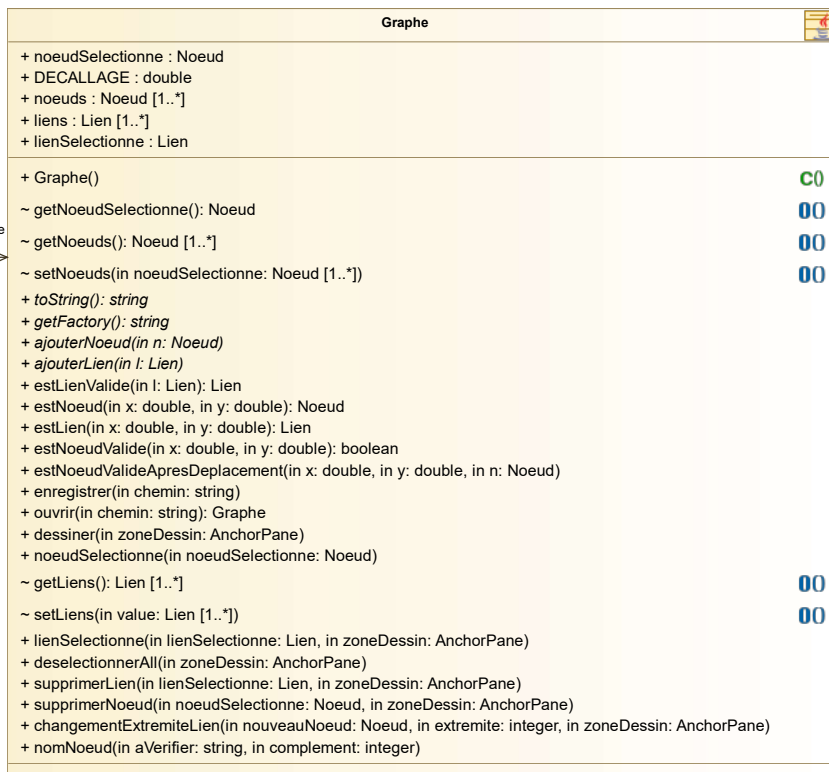 Graphe
+ noeudSelectionne : Noeud
+ DECALLAGE : double
+ noeuds : Noeud [1..*]
+ liens : Lien [1..*]
+ lienSelectionne : Lien
+ Graphe()
C()
~ getNoeudSelectionne(): Noeud
O()
e
~ getNoeuds(): Noeud [1..*]
O()
~ setNoeuds(in noeudSelectionne: Noeud [1..*])
O()
+ toString(): string
+ getFactory(): string
+ ajouterNoeud(in n: Noeud)
+ ajouterLien(in l: Lien)
+ estLienValide(in l: Lien): Lien
+ estNoeud(in x: double, in y: double): Noeud
+ estLien(in x: double, in y: double): Lien
+ estNoeudValide(in x: double, in y: double): boolean
+ estNoeudValideApresDeplacement(in x: double, in y: double, in n: Noeud)
+ enregistrer(in chemin: string)
+ ouvrir(in chemin: string): Graphe
+ dessiner(in zoneDessin: AnchorPane)
+ noeudSelectionne(in noeudSelectionne: Noeud)
~ getLiens(): Lien [1..*]
O()
~ setLiens(in value: Lien [1..*])
O()
+ lienSelectionne(in lienSelectionne: Lien, in zoneDessin: AnchorPane)
+ deselectionnerAll(in zoneDessin: AnchorPane)
+ supprimerLien(in lienSelectionne: Lien, in zoneDessin: AnchorPane)
+ supprimerNoeud(in noeudSelectionne: Noeud, in zoneDessin: AnchorPane)
+ changementExtremiteLien(in nouveauNoeud: Noeud, in extremite: integer, in zoneDessin: AnchorPane)
+ nomNoeud(in aVerifier: string, in complement: integer)